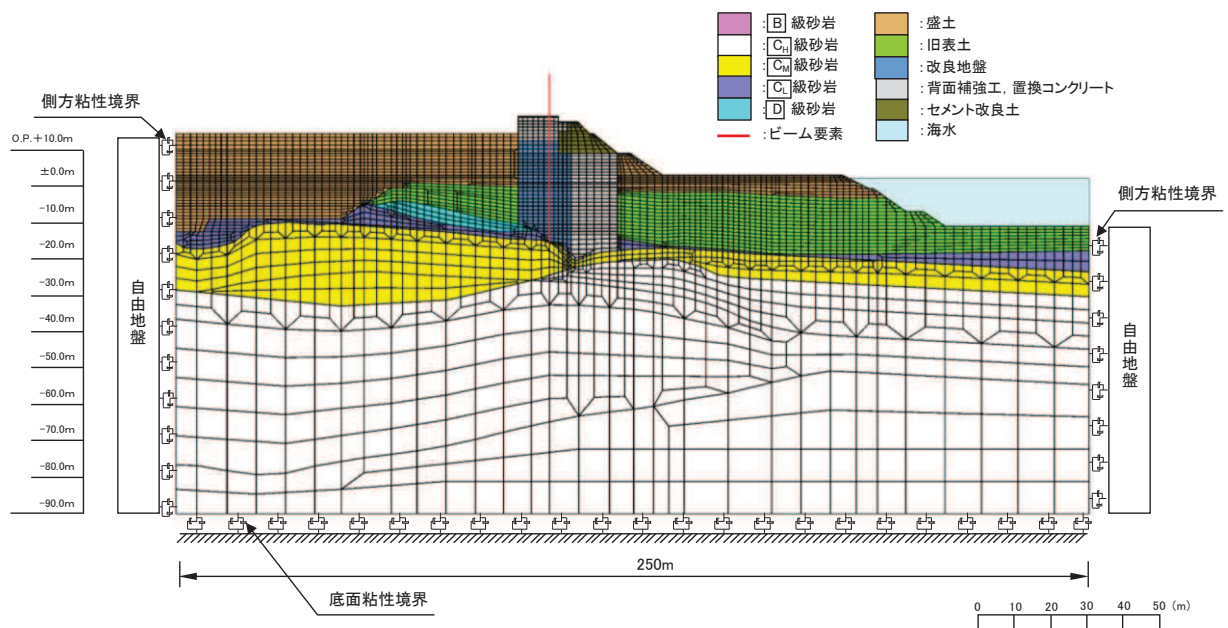 :B 級砂岩
:CH 級砂岩
:CM 級砂岩
:CL 級砂岩
:D 級砂岩
:ビーム要素
:盛土
:旧表土
:改良地盤
:背面補強工，置換コンクリート
:セメント改良土
:海水
側方粘性境界
O.P.+10.0m
±0.0m
-10.0m
-20.0m
-30.0m
-40.0m
-50.0m
-60.0m
-70.0m
-80.0m
-90.0m
自由地盤
側方粘性境界
自由地盤
250m
底面粘性境界
0 10 20 30 40 50 (m)